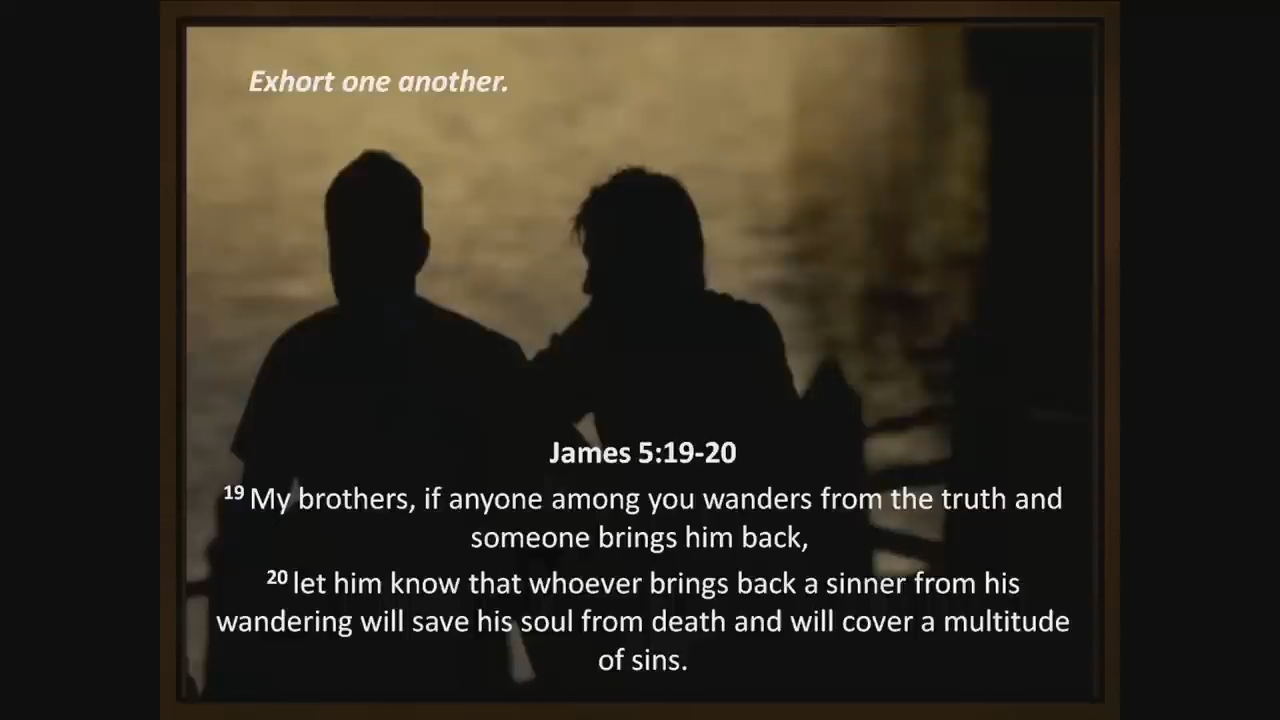 Exhort one another.
James 5:19-20
19 My brothers, if anyone among you wanders from the truth and
someone brings him back,
20 let him know that whoever brings back a sinner from his
wandering will save his soul from death and will cover a multitude
of sins.